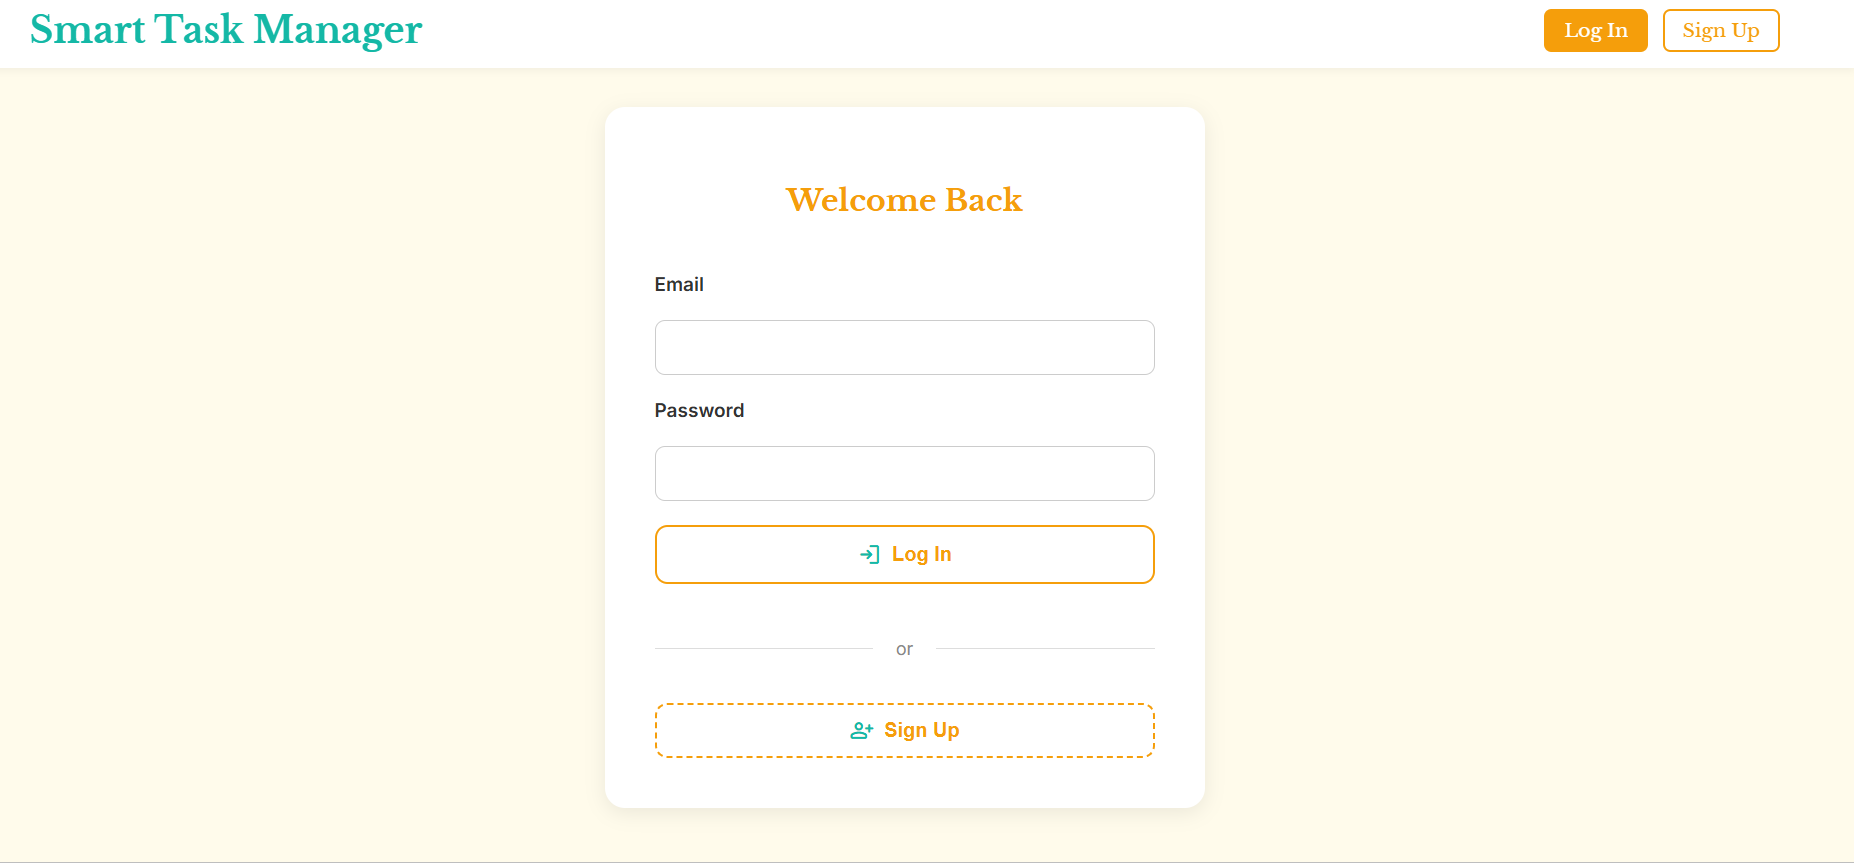 Smart Task Manager
Log In
Sign Up
Welcome Back
Email
Password
Log In
or
Sign Up